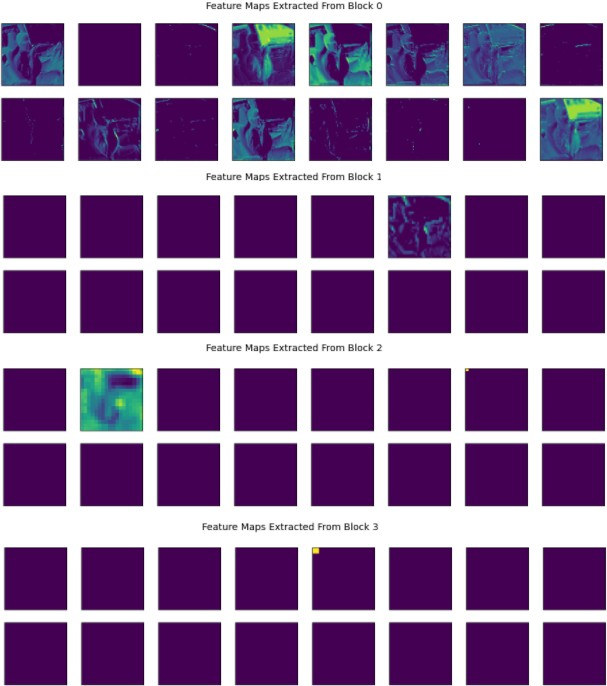 Feature Maps Extracted From Block 0
Feature Maps Extracted From Block 1
Feature Maps Extracted From Block 2
Feature Maps Extracted From Block 3